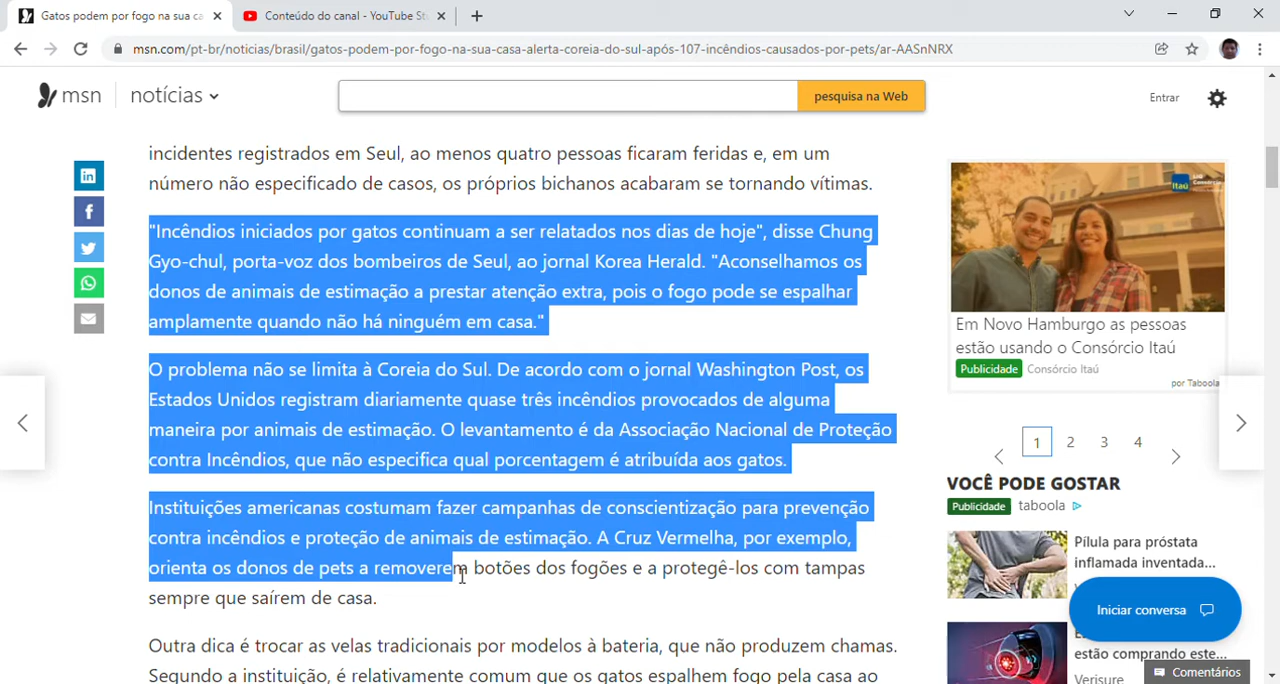 Gatos podem por fogo na sua ca
Conteúdo do canal - YouTube St
msn.com/pt-br/noticias/brasil/gatos-podem-por-fogo-na-sua-casa-alerta-coreia-do-sul-após-107-incêndios-causados-por-pets/ar-AASnNRX
msn
notícias
pesquisa na Web
Entrar
incidentes registrados em Seul, ao menos quatro pessoas ficaram feridas e, em um
número não especificado de casos, os próprios bichanos acabaram se tornando vítimas.
"Incêndios iniciados por gatos continuam a ser relatados nos dias de hoje", disse Chung
Gyo-chul, porta-voz dos bombeiros de Seul, ao jornal Korea Herald. "Aconselhamos os
donos de animais de estimação a prestar atenção extra, pois o fogo pode se espalhar
amplamente quando não há ninguém em casa."
O problema não se limita à Coreia do Sul. De acordo com o jornal Washington Post, os
Estados Unidos registram diariamente quase três incêndios provocados de alguma
maneira por animais de estimação. O levantamento é da Associação Nacional de Proteção
contra Incêndios, que não especifica qual porcentagem é atribuída aos gatos.
Instituições americanas costumam fazer campanhas de conscientização para prevenção
contra incêndios e proteção de animais de estimação. A Cruz Vermelha, por exemplo,
orienta os donos de pets a removerem botões dos fogões e a protegê-los com tampas
sempre que saírem de casa.
Outra dica é trocar as velas tradicionais por modelos à bateria, que não produzem chamas.
Segundo a instituição, é relativamente comum que os gatos espalhem fogo pela casa ao
Itaú
Consórcio
Em Novo Hamburgo as pessoas
estão usando o Consórcio Itaú
Publicidade Consórcio Itaú
por Taboola
1 2 3 4
VOCÊ PODE GOSTAR
Publicidade taboola
Pílula para próstata
inflamada inventada...
Iniciar conversa
estão comprando este...
Verisure
Comentários